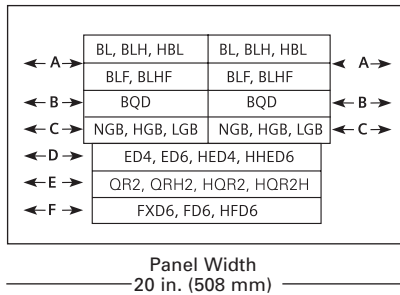 BL, BLH, HBL BL, BLH, HBL
A A
BLF, BLHF BLF, BLHF
B BQD BQD B
C NGB, HGB, LGB NGB, HGB, LGB C
D ED4, ED6, HED4, HHED6
E QR2, QRH2, HQR2, HQR2H
F FXD6, FD6, HFD6
Panel Width
20 in. (508 mm)